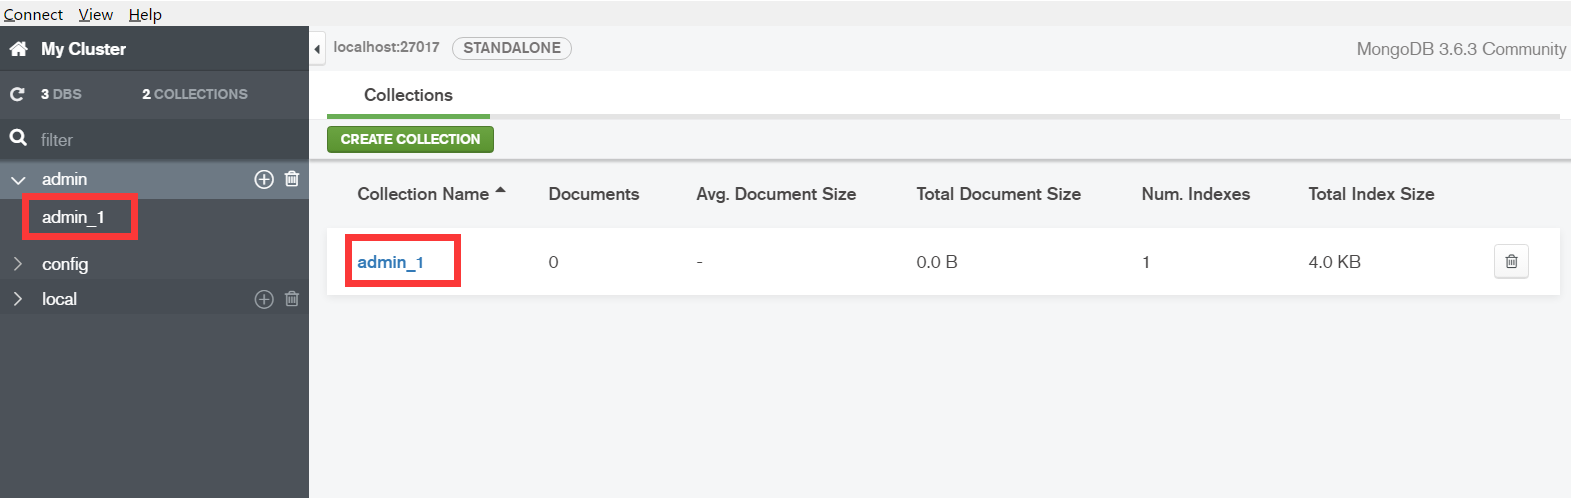 Connect View Help
My Cluster
localhost:27017 STANDALONE
MongoDB 3.6.3 Community
3 DBS 2 COLLECTIONS
Collections
filter
CREATE COLLECTION
admin
admin_1
config
local
Collection Name Documents Avg. Document Size Total Document Size Num. Indexes Total Index Size
admin_1 0 - 0.0 B 1 4.0 KB